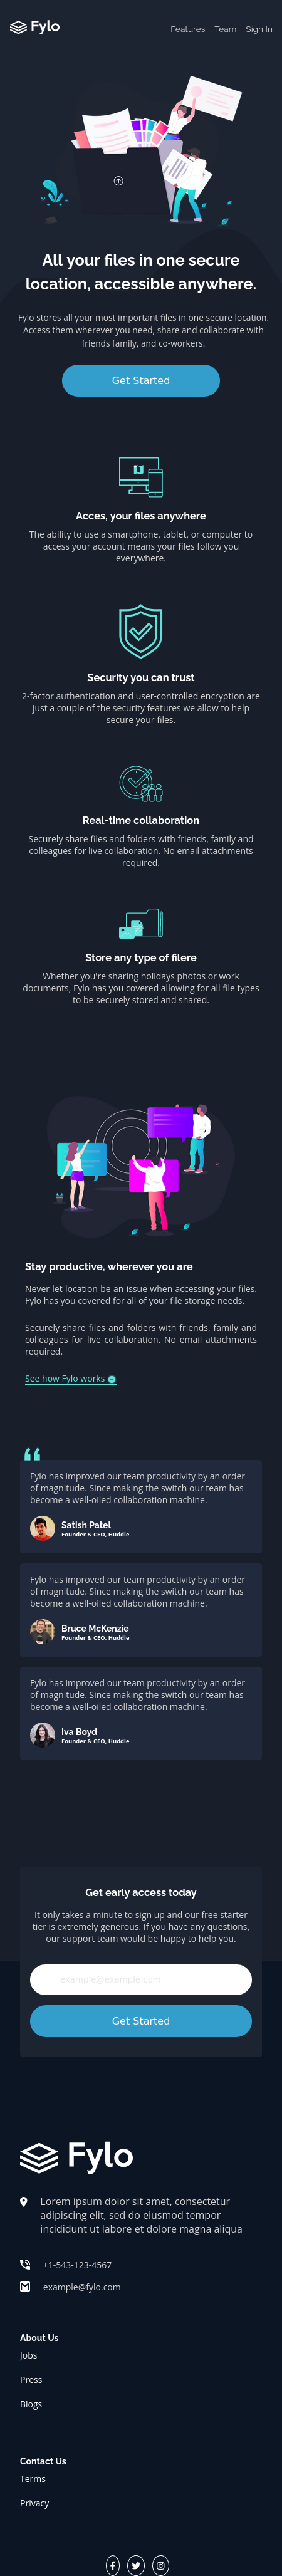 Fylo
Features Team Sign In
All your files in one secure
location, accessible anywhere.
Fylo stores all your most important files in one secure location.
Access them wherever you need, share and collaborate with
friends family, and co-workers.
Get Started
Acces, your files anywhere
The ability to use a smartphone, tablet, or computer to
access your account means your files follow you
everywhere.
Security you can trust
2-factor authentication and user-controlled encryption are
just a couple of the security features we allow to help
secure your files.
Real-time collaboration
Securely share files and folders with friends, family and
colleagues for live collaboration. No email attachments
required.
Store any type of filere
Whether you're sharing holidays photos or work
documents, Fylo has you covered allowing for all file types
to be securely stored and shared.
Stay productive, wherever you are
Never let location be an issue when accessing your files.
Fylo has you covered for all of your file storage needs.
Securely share files and folders with friends, family and
colleagues for live collaboration. No email attachments
required.
See how Fylo works
“
Fylo has improved our team productivity by an order
of magnitude. Since making the switch our team has
become a well-oiled collaboration machine.
Satish Patel
Founder & CEO, Huddle
Fylo has improved our team productivity by an order
of magnitude. Since making the switch our team has
become a well-oiled collaboration machine.
Bruce McKenzie
Founder & CEO, Huddle
Fylo has improved our team productivity by an order
of magnitude. Since making the switch our team has
become a well-oiled collaboration machine.
Iva Boyd
Founder & CEO, Huddle
Get early access today
It only takes a minute to sign up and our free starter
tier is extremely generous. If you have any questions,
our support team would be happy to help you.
example@example.com
Get Started
Fylo
Lorem ipsum dolor sit amet, consectetur
adipiscing elit, sed do eiusmod tempor
incididunt ut labore et dolore magna aliqua
+1-543-123-4567
example@fylo.com
About Us
Jobs
Press
Blogs
Contact Us
Terms
Privacy